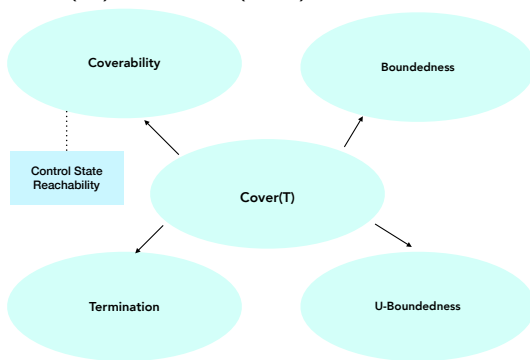 Coverability
Boundedness
Control State
Reachability
Cover(T)
Termination
U-Boundedness